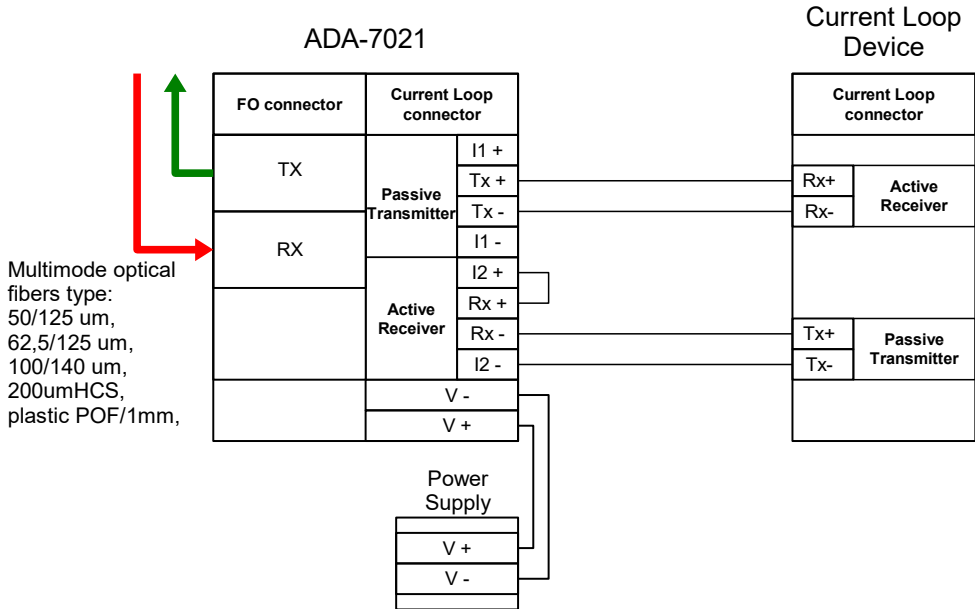 ADA-7021
Current Loop
Device
FO connector
Current Loop
connector
TX
RX
Passive
Transmitter
I1 +
Tx +
Tx -
I1 -
Active
Receiver
I2 +
Rx +
Rx -
I2 -
V -
V +
Current Loop
connector
Rx+
Rx-
Active
Receiver
Tx+
Tx-
Passive
Transmitter
Multimode optical
fibers type:
50/125 um,
62,5/125 um,
100/140 um,
200umHCS,
plastic POF/1mm,
Power
Supply
V +
V -